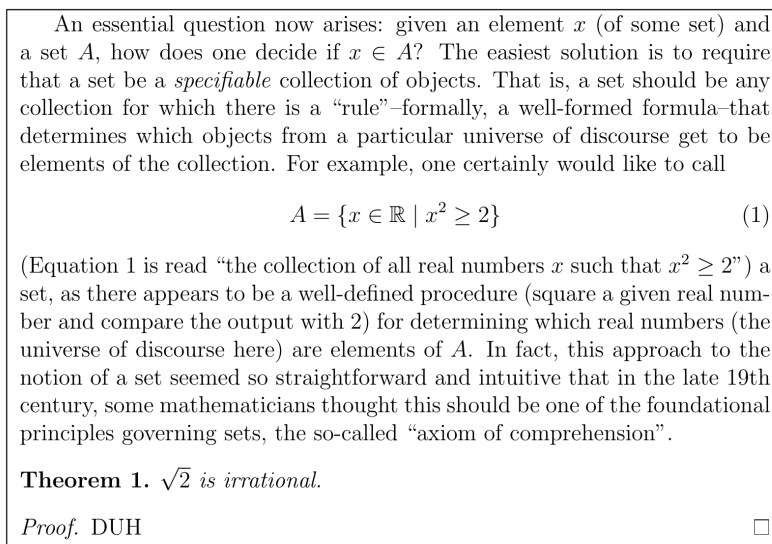 An essential question now arises: given an element x (of some set) and
a set A, how does one decide if x ∈ A? The easiest solution is to require
that a set be a specifiable collection of objects. That is, a set should be any
collection for which there is a “rule”–formally, a well-formed formula–that
determines which objects from a particular universe of discourse get to be
elements of the collection. For example, one certainly would like to call
A = {x ∈ ℝ | x² ≥ 2} (1)
(Equation 1 is read “the collection of all real numbers x such that x² ≥ 2”) a
set, as there appears to be a well-defined procedure (square a given real num-
ber and compare the output with 2) for determining which real numbers (the
universe of discourse here) are elements of A. In fact, this approach to the
notion of a set seemed so straightforward and intuitive that in the late 19th
century, some mathematicians thought this should be one of the foundational
principles governing sets, the so-called “axiom of comprehension”.
Theorem 1. √2 is irrational.
Proof. DUH □